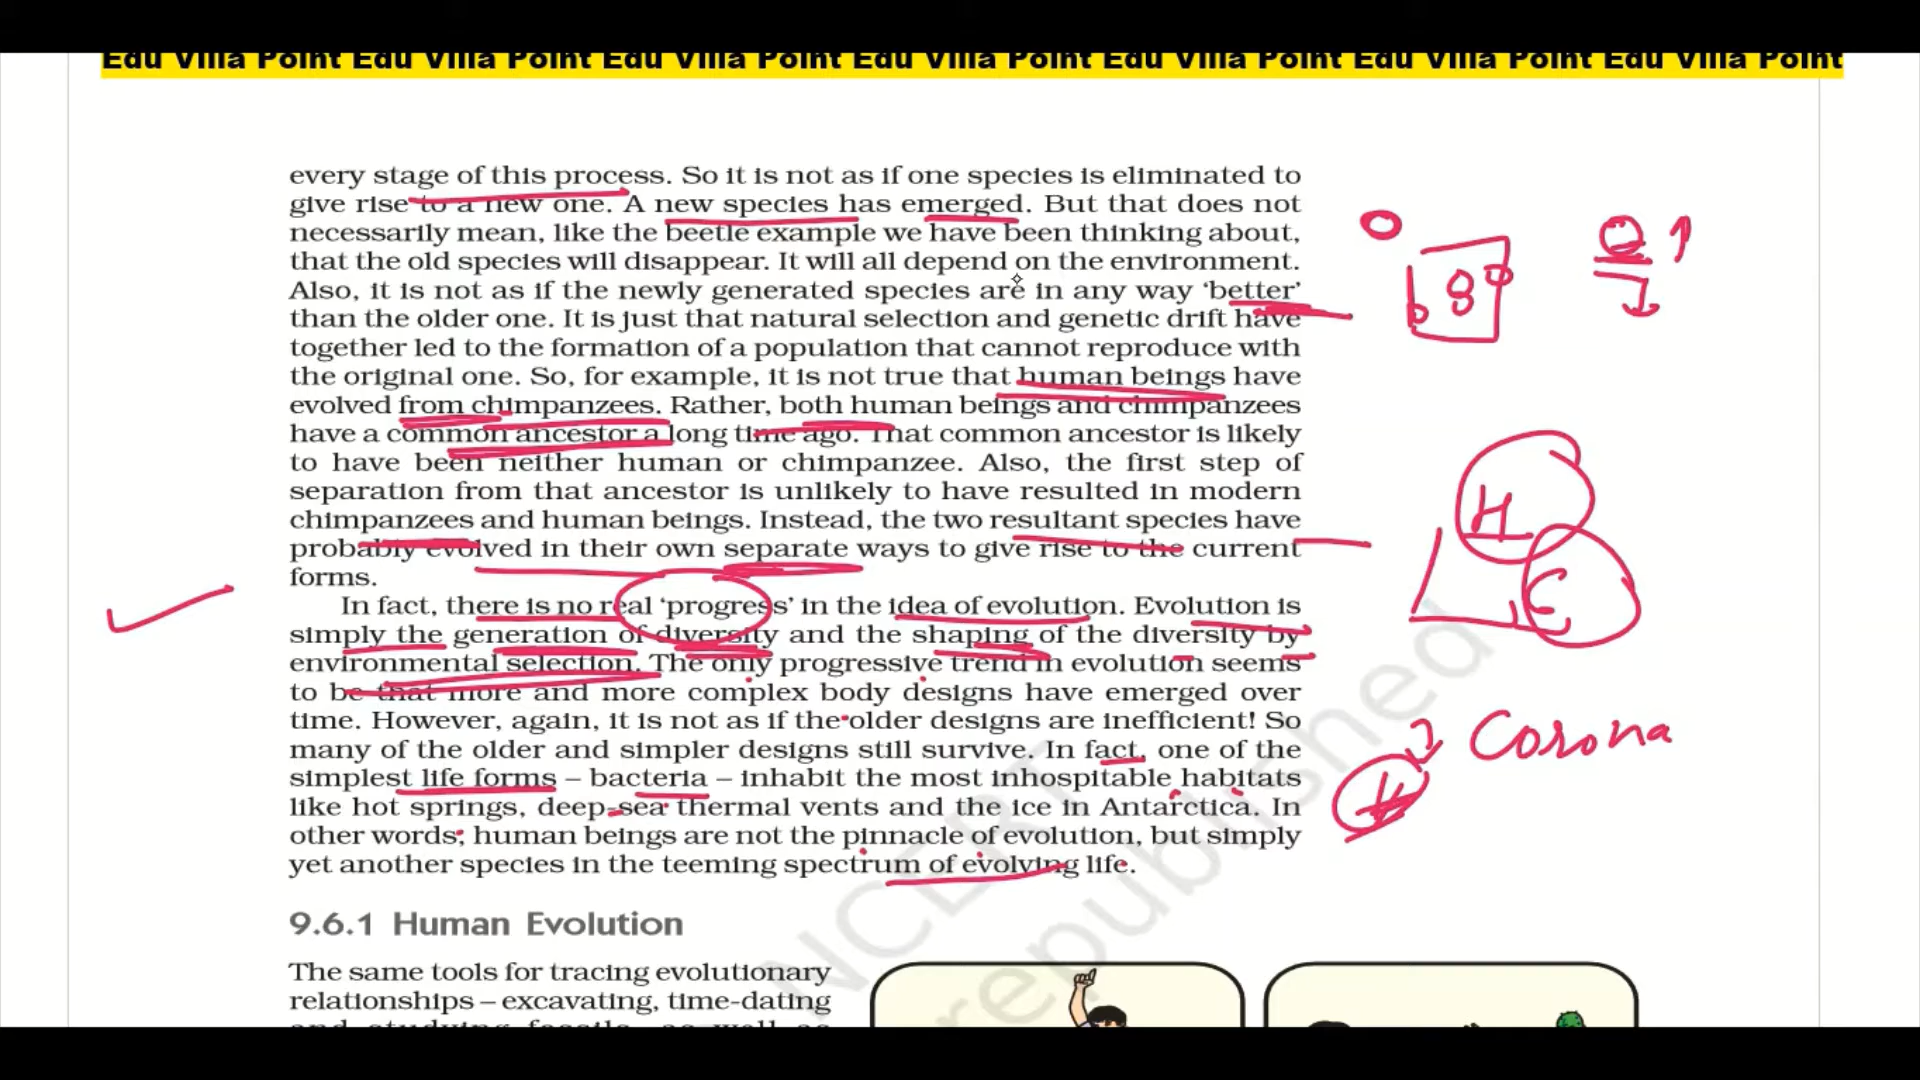 Edu Villa Point Edu Villa Point Edu Villa Point Edu Villa Point Edu Villa Point Edu Villa Point Edu Villa Point
every stage of this process. So it is not as if one species is eliminated to
give rise to a new one. A new species has emerged. But that does not
necessarily mean, like the beetle example we have been thinking about,
that the old species will disappear. It will all depend on the environment.
Also, it is not as if the newly generated species are in any way ‘better’
than the older one. It is just that natural selection and genetic drift have
together led to the formation of a population that cannot reproduce with
the original one. So, for example, it is not true that human beings have
evolved from chimpanzees. Rather, both human beings and chimpanzees
have a common ancestor a long time ago. That common ancestor is likely
to have been neither human or chimpanzee. Also, the first step of
separation from that ancestor is unlikely to have resulted in modern
chimpanzees and human beings. Instead, the two resultant species have
probably evolved in their own separate ways to give rise to the current
forms.
H
C
In fact, there is no real ‘progress’ in the idea of evolution. Evolution is
simply the generation of diversity and the shaping of the diversity by
environmental selection. The only progressive trend in evolution seems
to be that more and more complex body designs have emerged over
time. However, again, it is not as if the older designs are inefficient! So
many of the older and simpler designs still survive. In fact, one of the
simplest life forms – bacteria – inhabit the most inhospitable habitats
like hot springs, deep-sea thermal vents and the ice in Antarctica. In
other words, human beings are not the pinnacle of evolution, but simply
yet another species in the teeming spectrum of evolving life.
Corona
9.6.1 Human Evolution
The same tools for tracing evolutionary
relationships – excavating, time-dating
and studying fossils, as well as
NCERT
republished